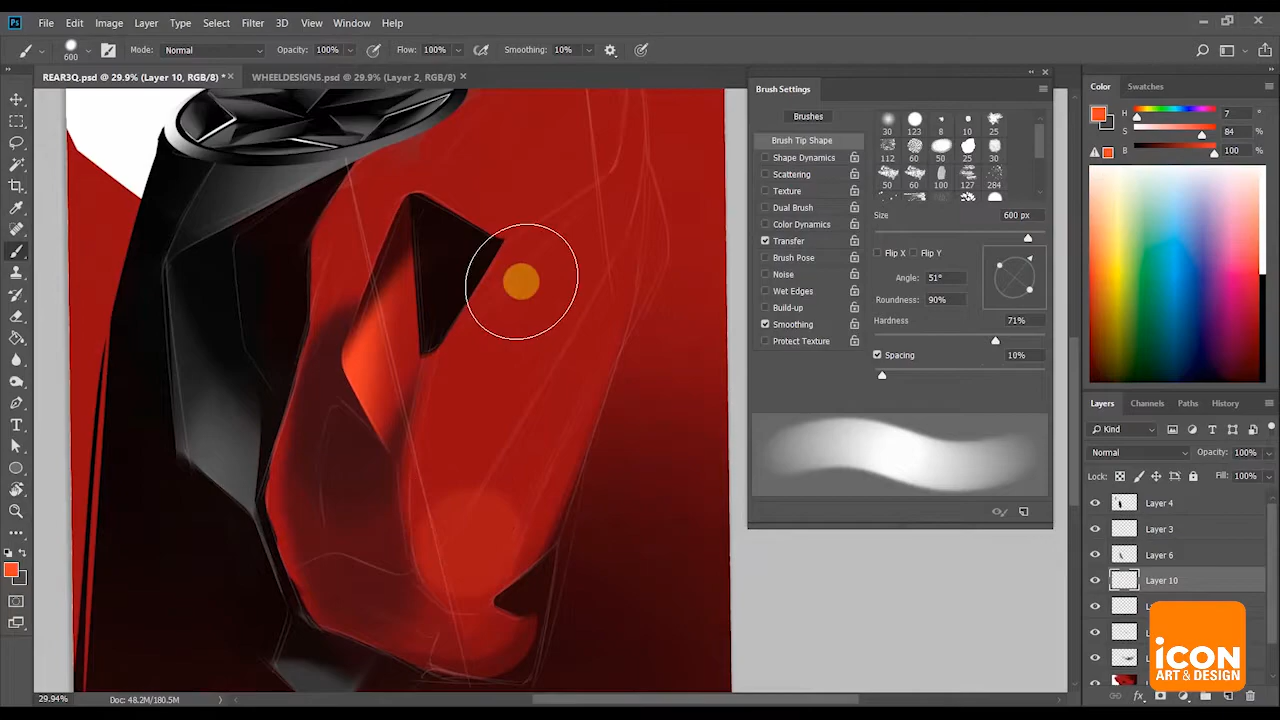 Ps File Edit Image Layer Type Select Filter 3D View Window Help
600 Mode: Normal Opacity: 100% Flow: 100% Smoothing: 10%
REAR3Q.psd @ 29.9% (Layer 10, RGB/8) * WHEELDESIGNS.psd @ 29.9% (Layer 2, RGB/8)
Brush Settings
Brushes
Brush Tip Shape
Shape Dynamics
Scattering
Texture
Dual Brush
Color Dynamics
Transfer
Brush Pose
Noise
Wet Edges
Build-up
Smoothing
Protect Texture
30 123 8 10 25
112 60 50 25 30
50 60 100 127 284
Size 600 px
Flip X Flip Y
Angle: 51°
Roundness: 90%
Hardness 71%
Spacing 10%
Color Swatches
H 7 °
S 84 %
B 100 %
Layers Channels Paths History
Kind
Normal Opacity: 100%
Lock: Fill: 100%
Layer 4
Layer 3
Layer 6
Layer 10
fx
iCON
ART & DESIGN
29.94% Doc: 48.2M/180.5M